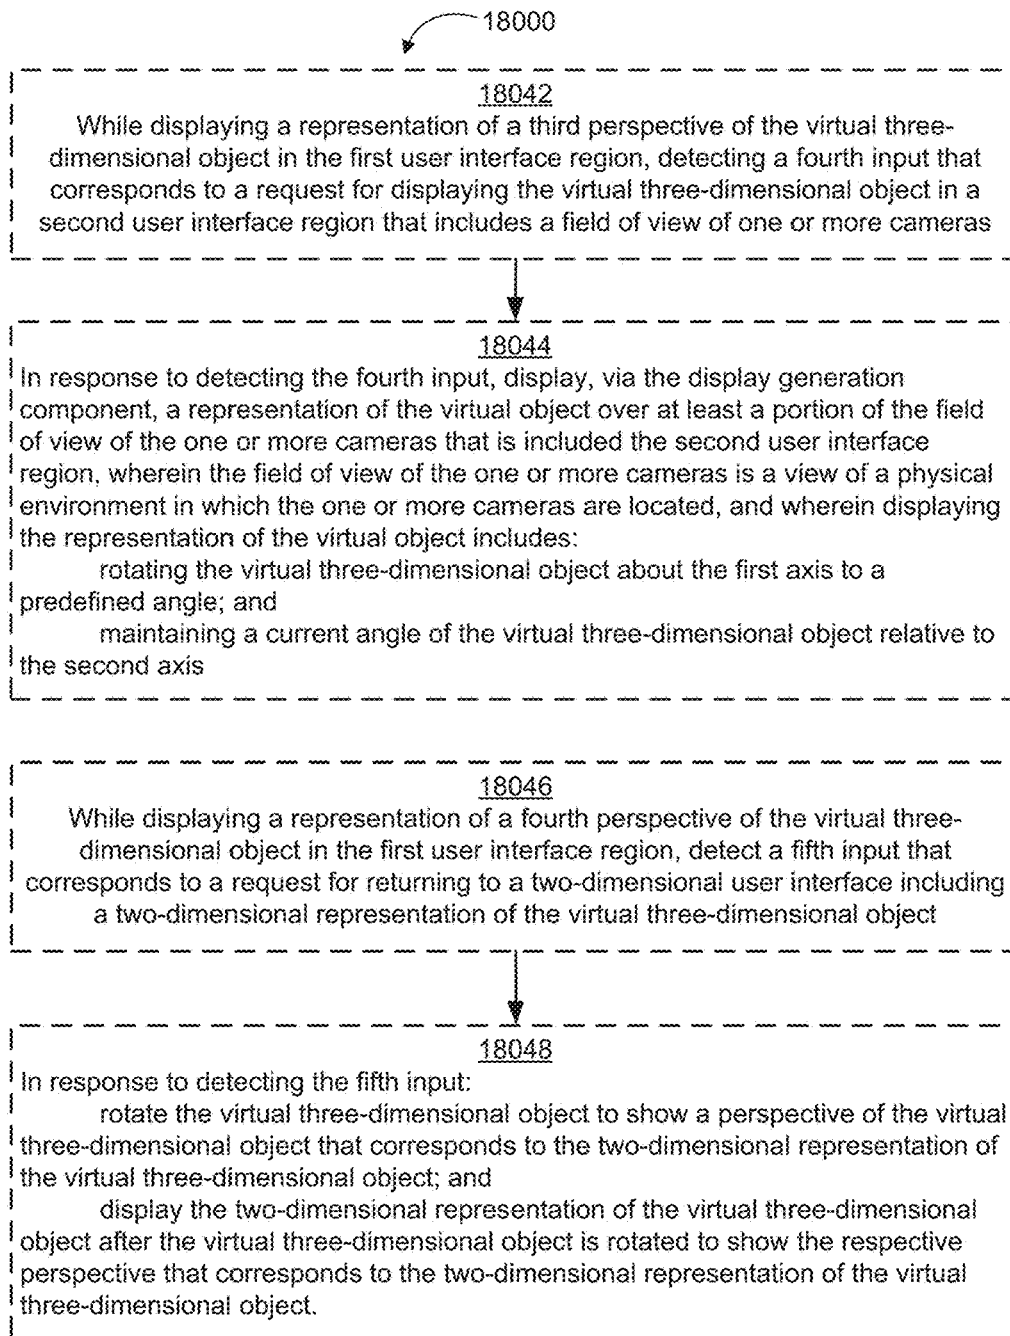 18000
18042
While displaying a representation of a third perspective of the virtual three-
dimensional object in the first user interface region, detecting a fourth input that
corresponds to a request for displaying the virtual three-dimensional object in a
second user interface region that includes a field of view of one or more cameras
18044
In response to detecting the fourth input, display, via the display generation
component, a representation of the virtual object over at least a portion of the field
of view of the one or more cameras that is included the second user interface
region, wherein the field of view of the one or more cameras is a view of a physical
environment in which the one or more cameras are located, and wherein displaying
the representation of the virtual object includes:
rotating the virtual three-dimensional object about the first axis to a
predefined angle; and
maintaining a current angle of the virtual three-dimensional object relative to
the second axis
18046
While displaying a representation of a fourth perspective of the virtual three-
dimensional object in the first user interface region, detect a fifth input that
corresponds to a request for returning to a two-dimensional user interface including
a two-dimensional representation of the virtual three-dimensional object
18048
In response to detecting the fifth input:
rotate the virtual three-dimensional object to show a perspective of the virtual
three-dimensional object that corresponds to the two-dimensional representation of
the virtual three-dimensional object; and
display the two-dimensional representation of the virtual three-dimensional
object after the virtual three-dimensional object is rotated to show the respective
perspective that corresponds to the two-dimensional representation of the virtual
three-dimensional object.